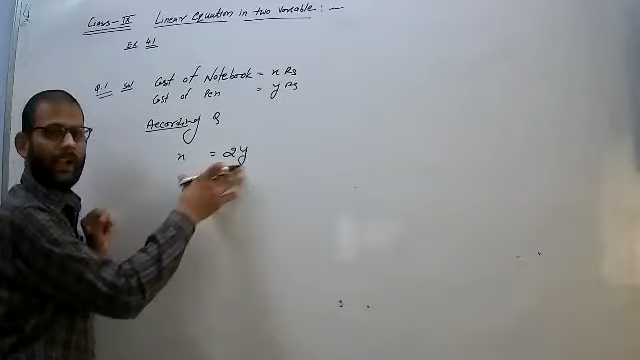 Class - IX Linear equation in two variable : -
Ex 4.1
Q.1 Sol Cost of Notebook = x Rs
Cost of Pen = y Rs
According Q
x = 2y